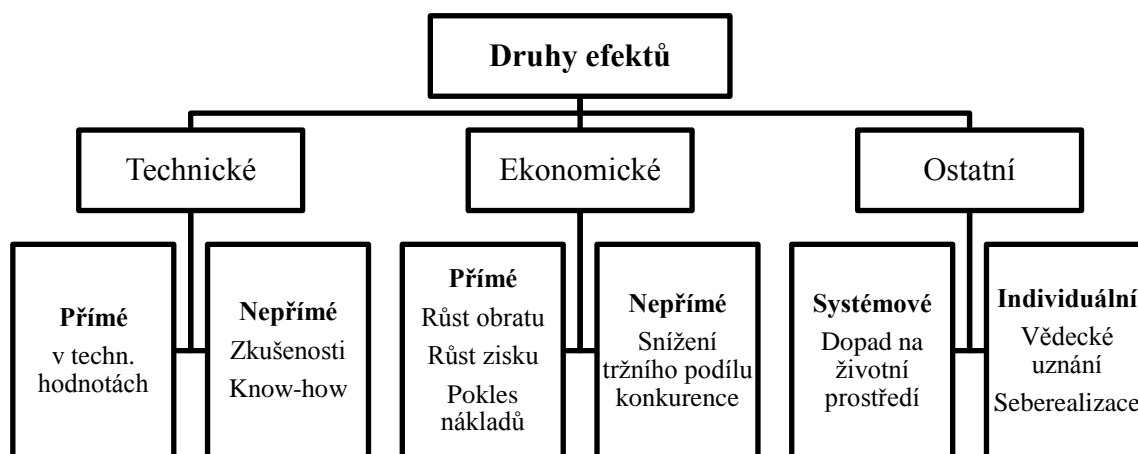 Druhy efektů
Technické
Ekonomické
Ostatní
Přímé
v techn.
hodnotách
Nepřímé
Zkušenosti
Know-how
Přímé
Růst obratu
Růst zisku
Pokles
nákladů
Nepřímé
Snížení
tržního podílu
konkurence
Systémové
Dopad na
životní
prostředí
Individuální
Vědecké
uznání
Seberealizace